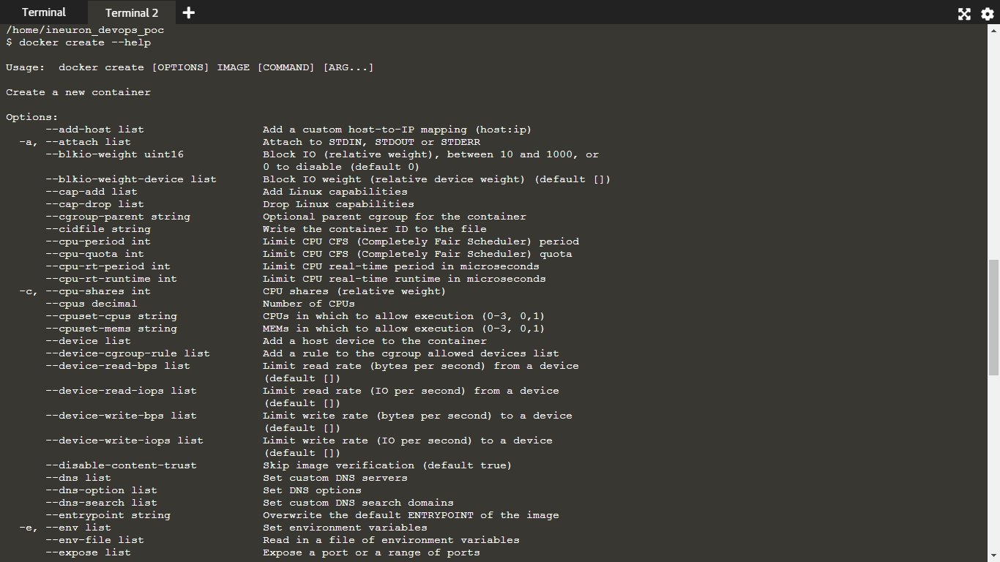 Terminal Terminal 2 +
/home/ineuron_devops_poc
$ docker create --help
Usage:  docker create [OPTIONS] IMAGE [COMMAND] [ARG...]
Create a new container
Options:
      --add-host list                  Add a custom host-to-IP mapping (host:ip)
  -a, --attach list                    Attach to STDIN, STDOUT or STDERR
      --blkio-weight uint16            Block IO (relative weight), between 10 and 1000, or
                                       0 to disable (default 0)
      --blkio-weight-device list       Block IO weight (relative device weight) (default [])
      --cap-add list                   Add Linux capabilities
      --cap-drop list                  Drop Linux capabilities
      --cgroup-parent string           Optional parent cgroup for the container
      --cidfile string                 Write the container ID to the file
      --cpu-period int                 Limit CPU CFS (Completely Fair Scheduler) period
      --cpu-quota int                  Limit CPU CFS (Completely Fair Scheduler) quota
      --cpu-rt-period int              Limit CPU real-time period in microseconds
      --cpu-rt-runtime int             Limit CPU real-time runtime in microseconds
  -c, --cpu-shares int                 CPU shares (relative weight)
      --cpus decimal                   Number of CPUs
      --cpuset-cpus string             CPUs in which to allow execution (0-3, 0,1)
      --cpuset-mems string             MEMs in which to allow execution (0-3, 0,1)
      --device list                    Add a host device to the container
      --device-cgroup-rule list        Add a rule to the cgroup allowed devices list
      --device-read-bps list           Limit read rate (bytes per second) from a device
                                       (default [])
      --device-read-iops list          Limit read rate (IO per second) from a device
                                       (default [])
      --device-write-bps list          Limit write rate (bytes per second) to a device
                                       (default [])
      --device-write-iops list         Limit write rate (IO per second) to a device
                                       (default [])
      --disable-content-trust          Skip image verification (default true)
      --dns list                       Set custom DNS servers
      --dns-option list                Set DNS options
      --dns-search list                Set custom DNS search domains
      --entrypoint string              Overwrite the default ENTRYPOINT of the image
  -e, --env list                       Set environment variables
      --env-file list                  Read in a file of environment variables
      --expose list                    Expose a port or a range of ports